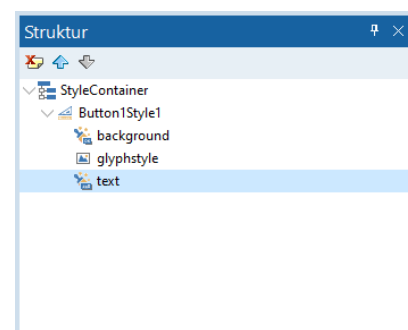 Struktur
StyleContainer
Button1Style1
background
glyphstyle
text